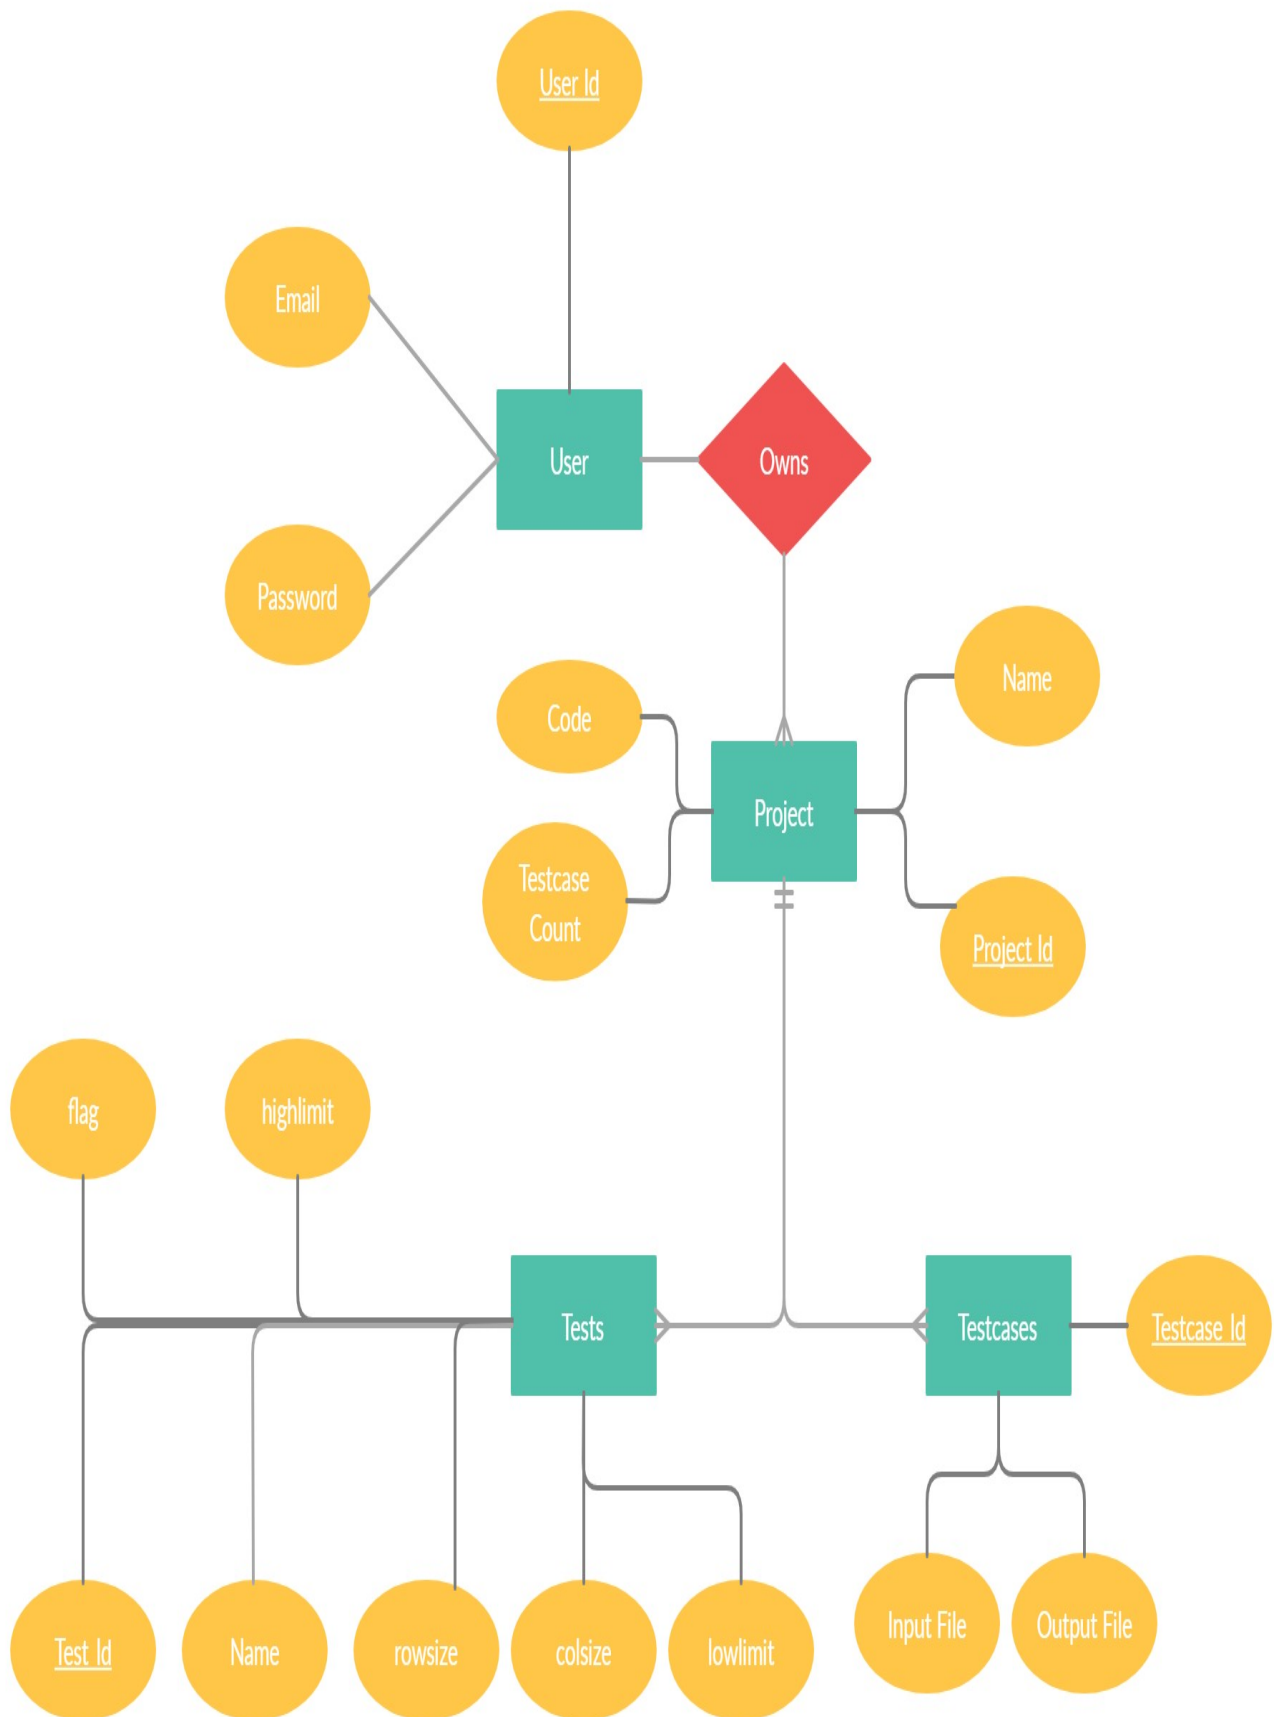 User Id
Email
User
Owns
Password
Name
Code
Project
Testcase
Count
Project Id
flag
highlimit
Tests
Testcases
Testcase Id
Input File
Output File
Test Id
Name
rowsize
colsize
lowlimit